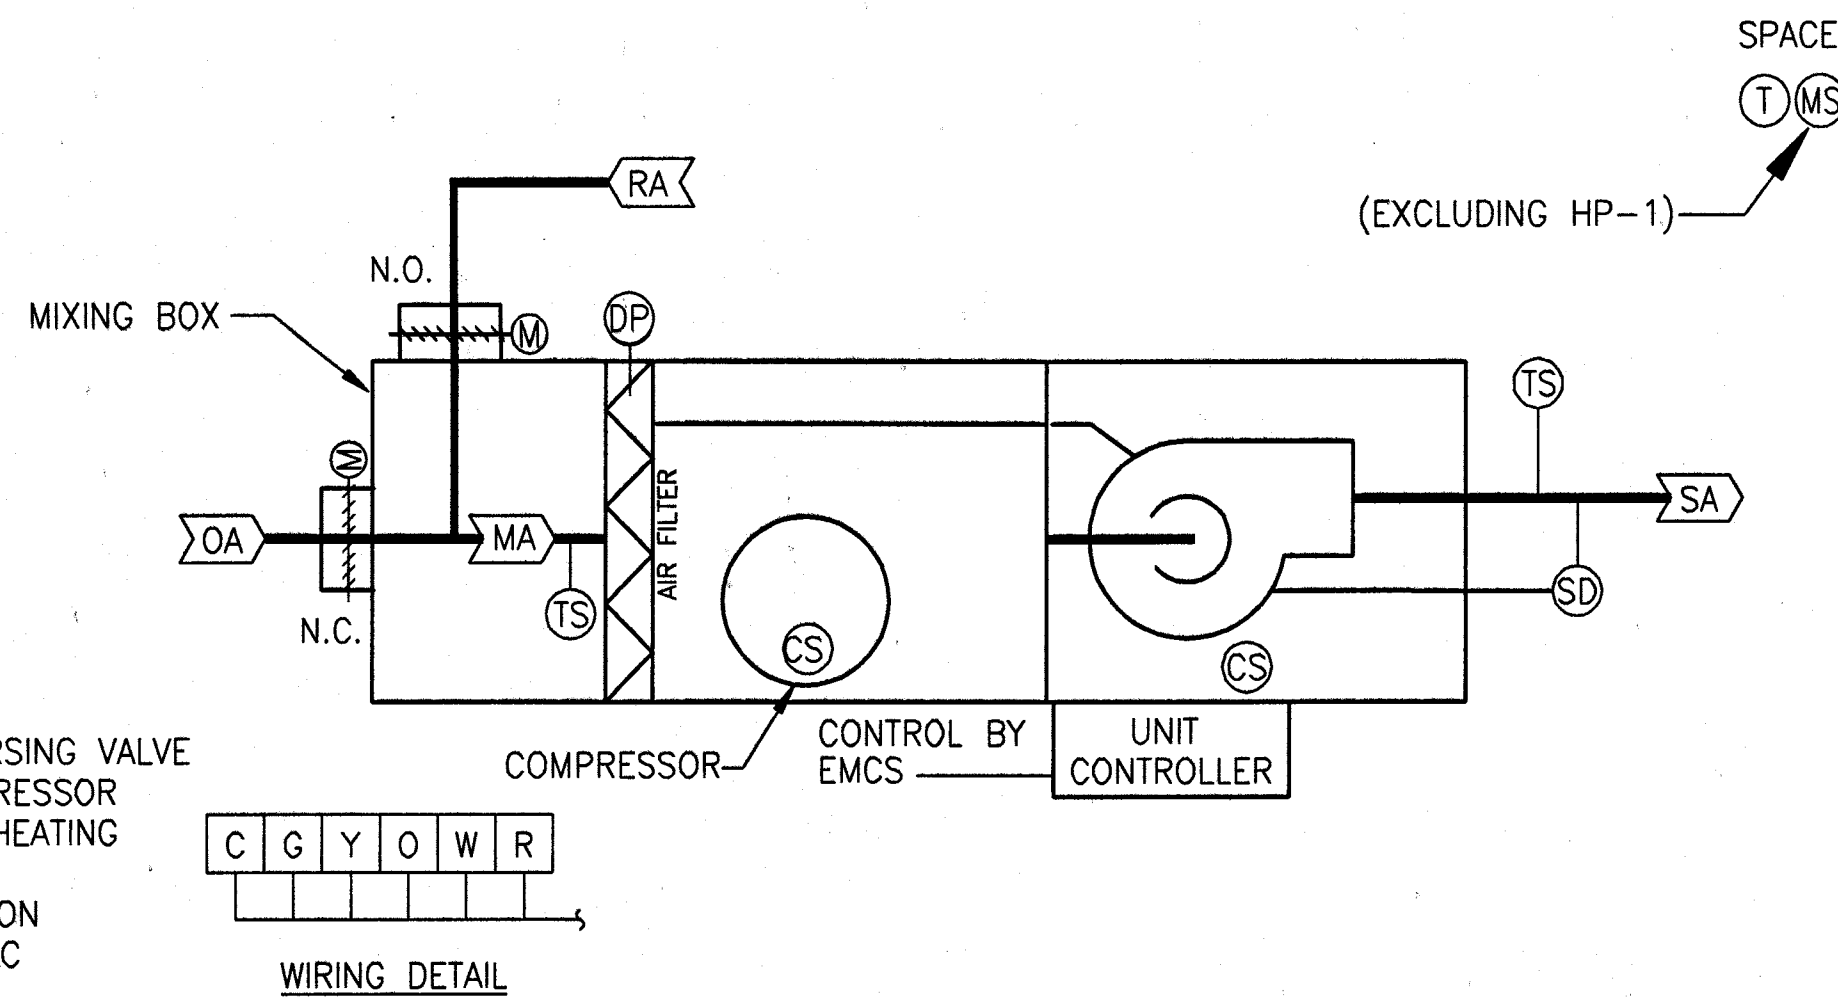 SPACE
T MS
RA
(EXCLUDING HP-1)
N.O.
MIXING BOX
M
DP
TS
M
AIR FILTER
OA
MA
SA
TS
SD
N.C.
CS
CS
RSING VALVE
RESSOR
HEATING
ON
C
COMPRESSOR
CONTROL BY
EMCS
UNIT
CONTROLLER
C G Y O W R
WIRING DETAIL